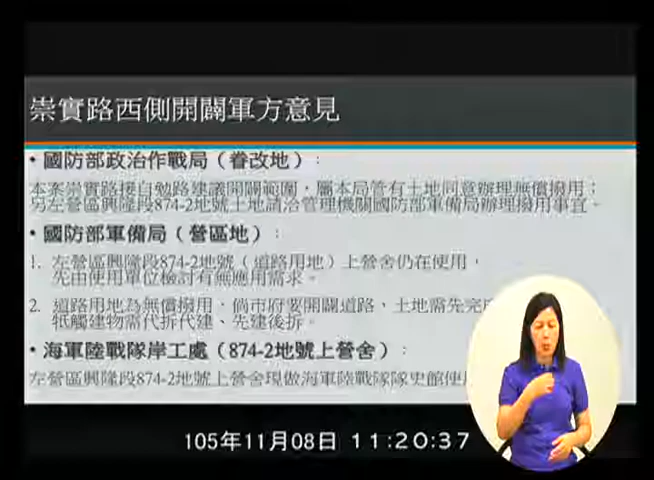 崇實路西側開闢軍方意見
• 國防部政治作戰局（眷改地）：
本案崇實路接自勉路建議開闢範圍，屬本局管有土地同意辦理無償撥用；
另左營區興隆段874-2地號土地請洽管理機關國防部軍備局辦理撥用事宜。
• 國防部軍備局（營區地）：
1. 左營區興隆段874-2地號（道路用地）上營舍仍在使用，
先由使用單位檢討有無應用需求。
2. 道路用地為無償撥用，倘市府要開闢道路、土地需先完
牴觸建物需代拆代建、先建後拆。
• 海軍陸戰隊岸工處（874-2地號上營舍）：
左營區興隆段874-2地號上營舍現做海軍陸戰隊隊史館使
105年11月08日 11:20:37